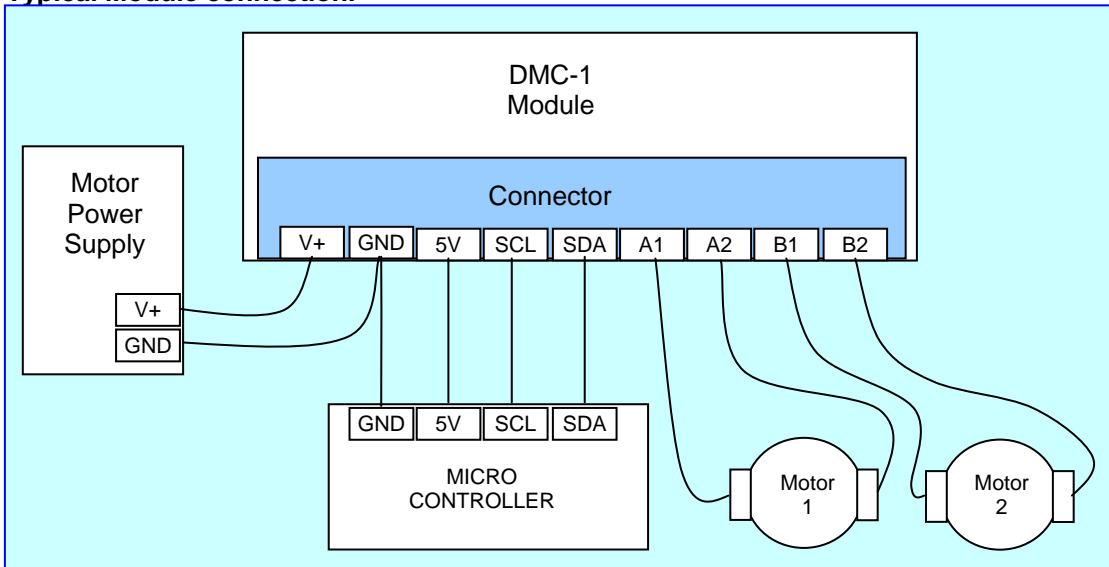 Typical Module connection:
DMC-1
Module
Connector
V+ GND 5V SCL SDA A1 A2 B1 B2
Motor
Power
Supply
V+
GND
GND 5V SCL SDA
MICRO
CONTROLLER
Motor
1
Motor
2